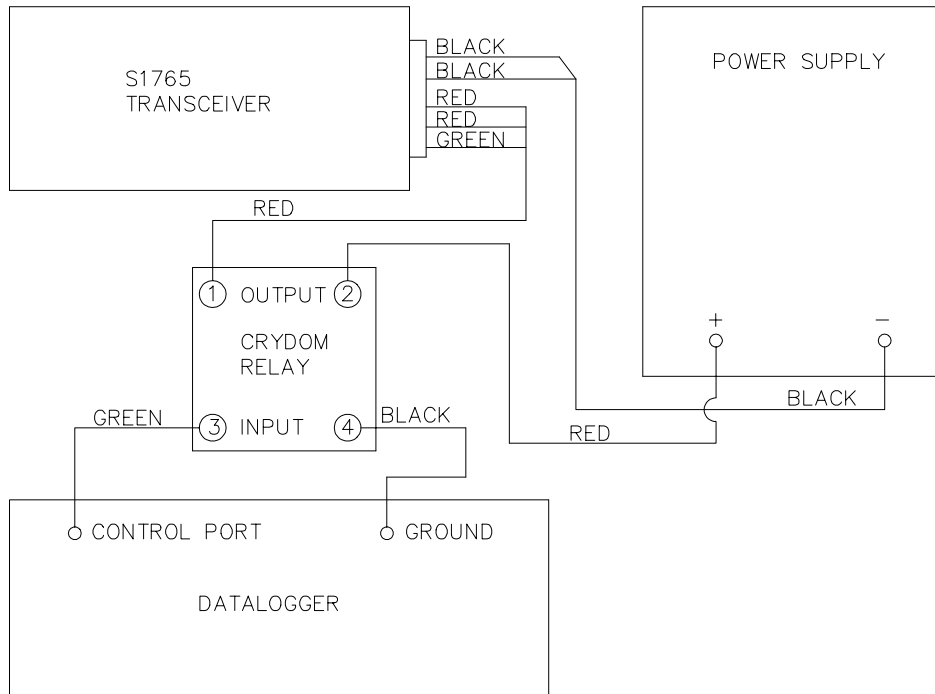 S1765
TRANSCEIVER
BLACK
BLACK
RED
RED
GREEN
POWER SUPPLY
RED
1 OUTPUT 2
CRYDOM
RELAY
+ −
GREEN
3 INPUT 4
BLACK
BLACK
RED
CONTROL PORT
GROUND
DATALOGGER